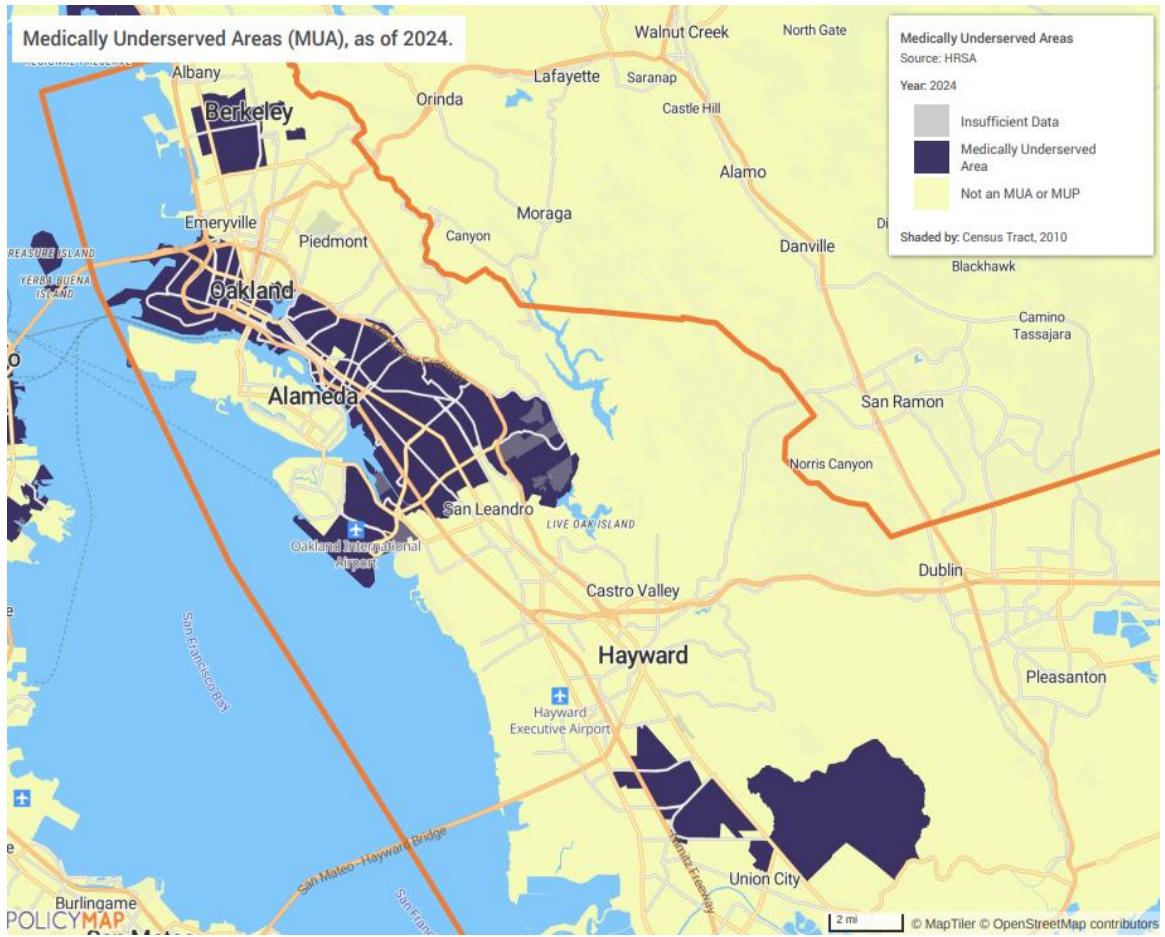 Medically Underserved Areas (MUA), as of 2024.
REGIONAL PRESERVE
Albany
Berkeley
Orinda
Lafayette
Walnut Creek
Saranap
Castle Hill
North Gate
Medically Underserved Areas
Source: HRSA
Year: 2024
Insufficient Data
Medically Underserved
Area
Not an MUA or MUP
Shaded by: Census Tract, 2010
Alamo
Emeryville
Piedmont
Moraga
Canyon
Danville
Blackhawk
REASURE ISLAND
YERBA BUENA
ISLAND
Oakland
Camino
Tassajara
Alameda
San Ramon
Norris Canyon
San Leandro
LIVE OAK ISLAND
Oakland International
Airport
Dublin
Castro Valley
San Francisco Bay
Hayward
Pleasanton
Hayward
Executive Airport
San Mateo - Hayward Bridge
Nimitz Freeway
Union City
Burlingame
POLICYMAP
2 mi
© MapTiler © OpenStreetMap contributors